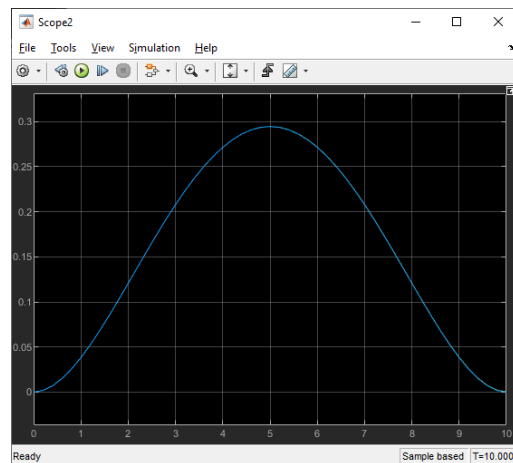 Scope2
File Tools View Simulation Help
0.3
0.25
0.2
0.15
0.1
0.05
0
0 1 2 3 4 5 6 7 8 9 10
Ready Sample based T=10.000